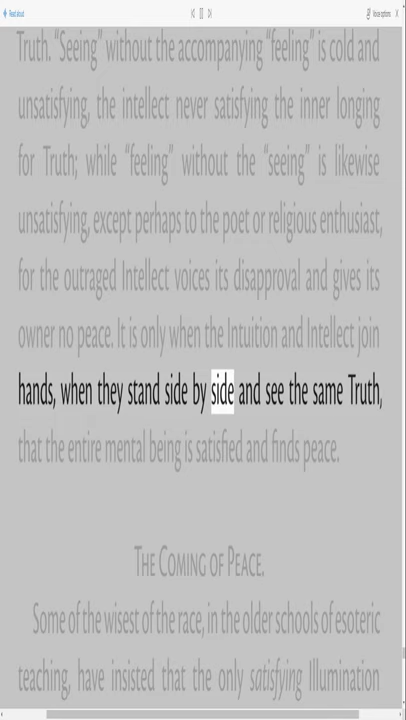 Read aloud
Voice options
Truth. “Seeing” without the accompanying “feeling” is cold and
unsatisfying, the intellect never satisfying the inner longing
for Truth; while “feeling” without the “seeing” is likewise
unsatisfying, except perhaps to the poet or religious enthusiast,
for the outraged Intellect voices its disapproval and gives its
owner no peace. It is only when the Intuition and Intellect join
hands, when they stand side by side and see the same Truth,
that the entire mental being is satisfied and finds peace.
THE COMING OF PEACE.
Some of the wisest of the race, in the older schools of esoteric
teaching, have insisted that the only satisfying Illumination